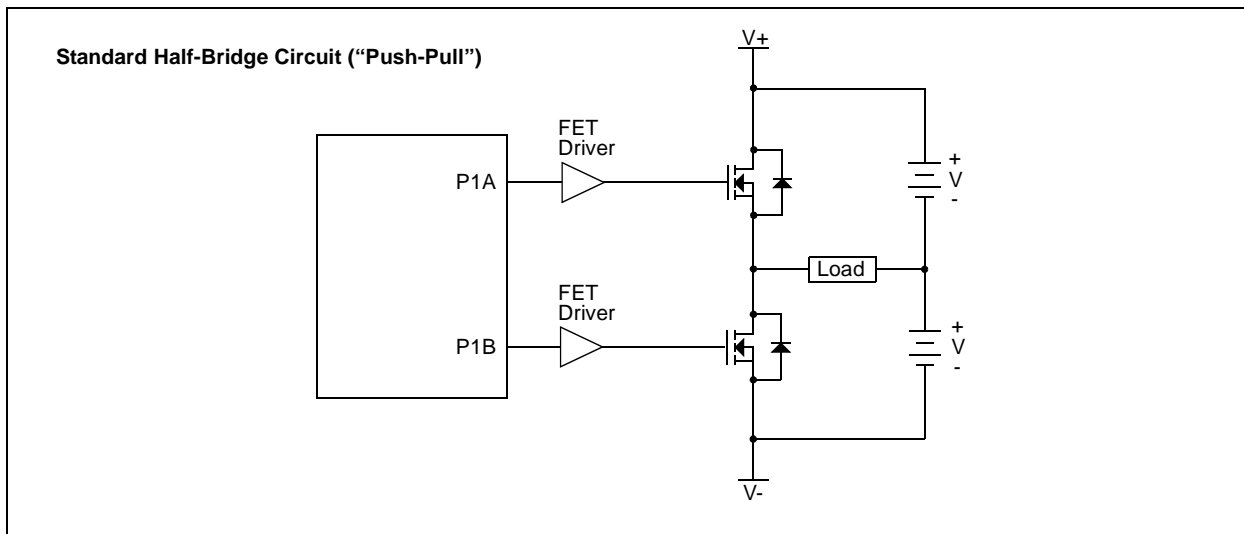 Standard Half-Bridge Circuit (“Push-Pull”)
V+
FET
Driver
P1A
+
V
-
Load
FET
Driver
P1B
+
V
-
V-